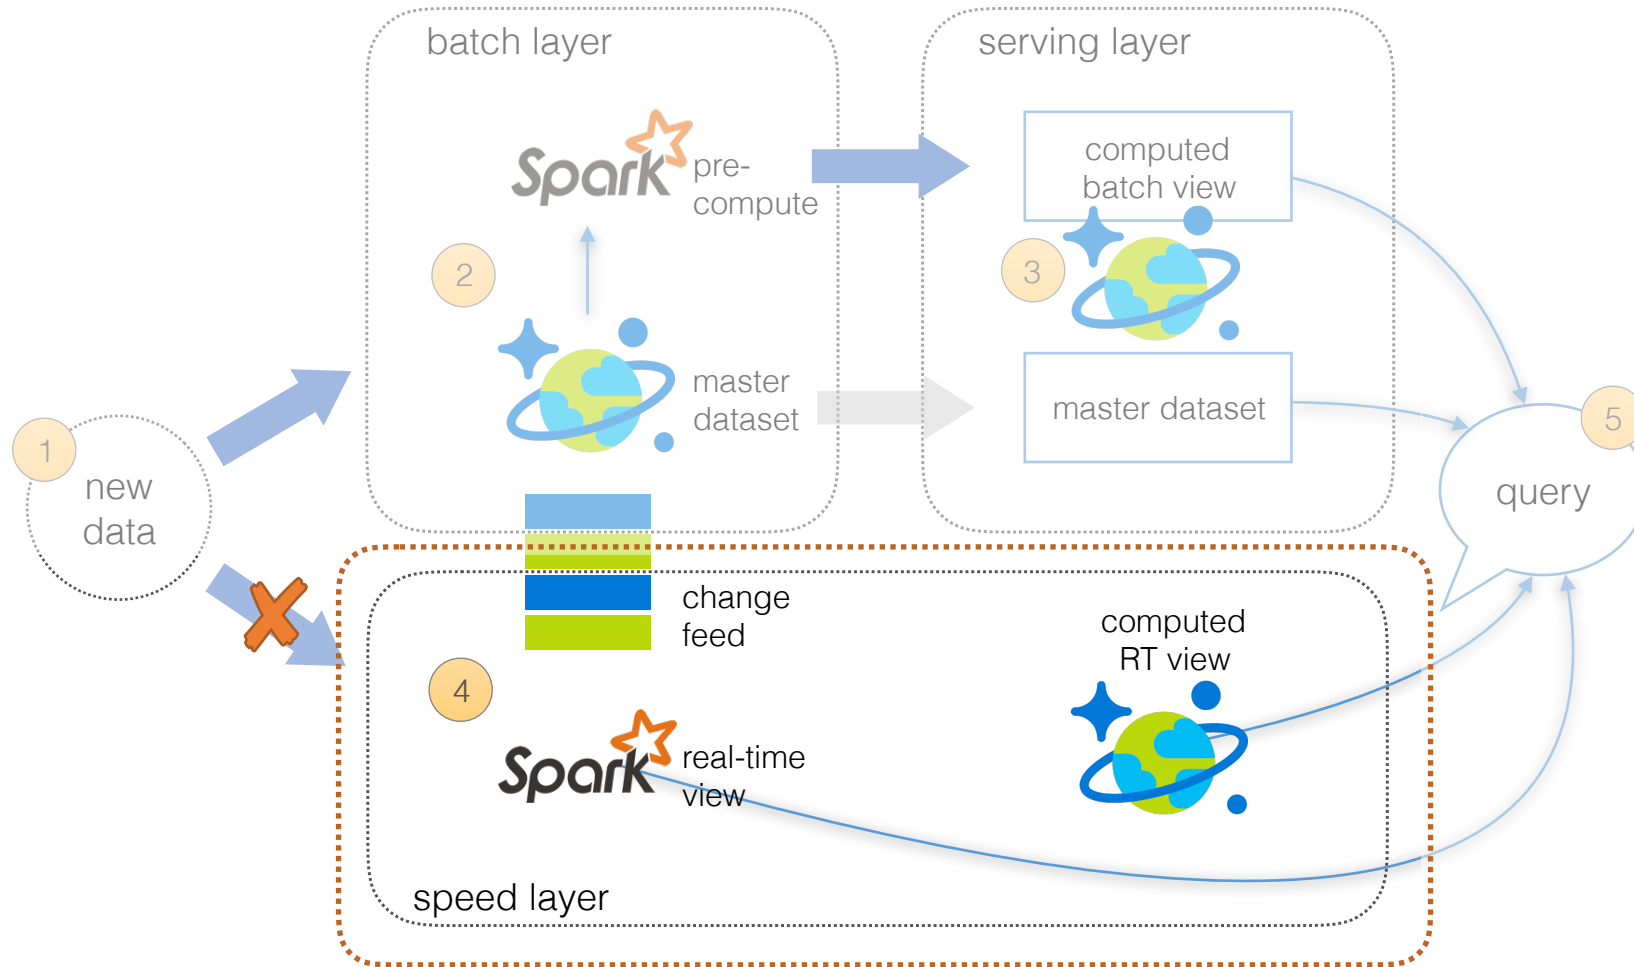 batch layer
serving layer
Spark
pre-
compute
computed
batch view
2
3
master
dataset
master dataset
1
new
data
5
query
change
feed
computed
RT view
4
Spark
real-time
view
speed layer